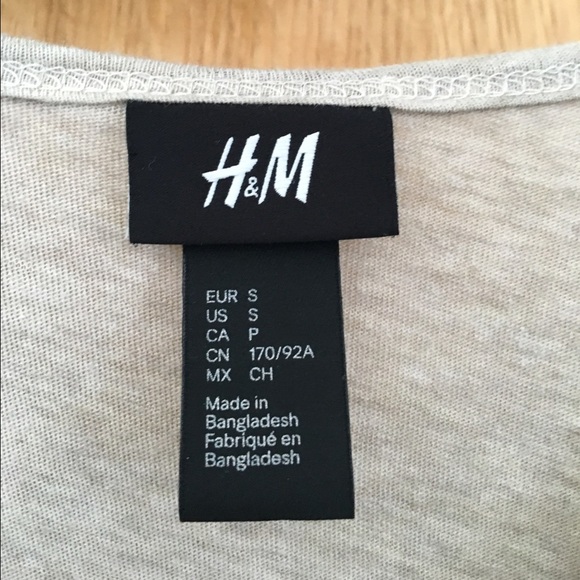 H&M
EUR S
US S
CA P
CN 170/92A
MX CH
Made in
Bangladesh
Fabriqué en
Bangladesh